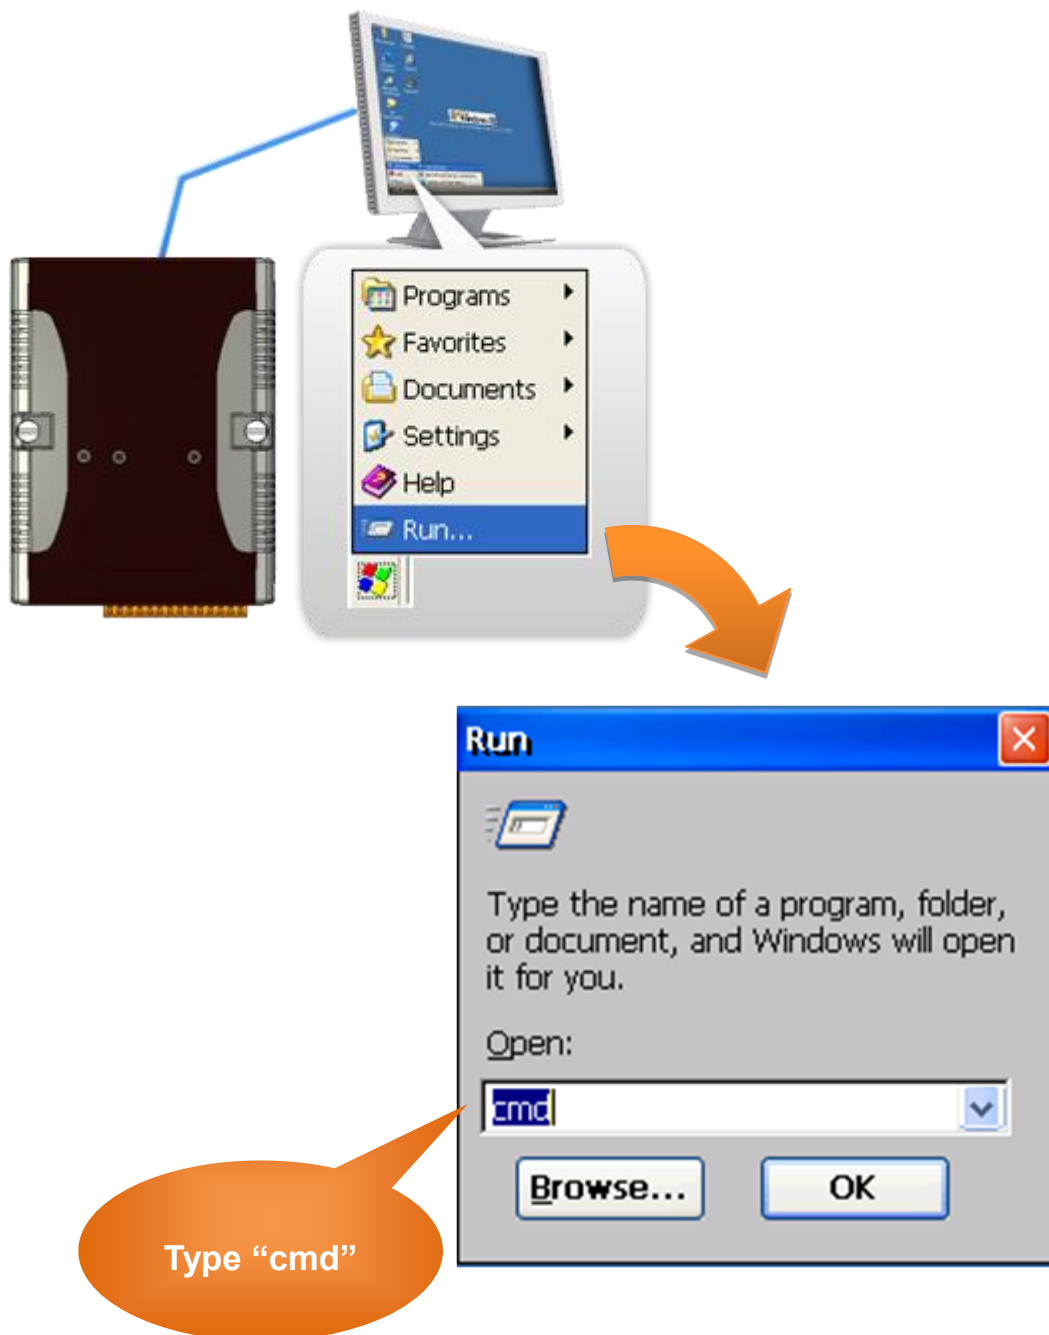 Programs
Favorites
Documents
Settings
Help
Run...
Run
Type the name of a program, folder,
or document, and Windows will open
it for you.
Open:
cmd
Browse...
OK
Type “cmd”